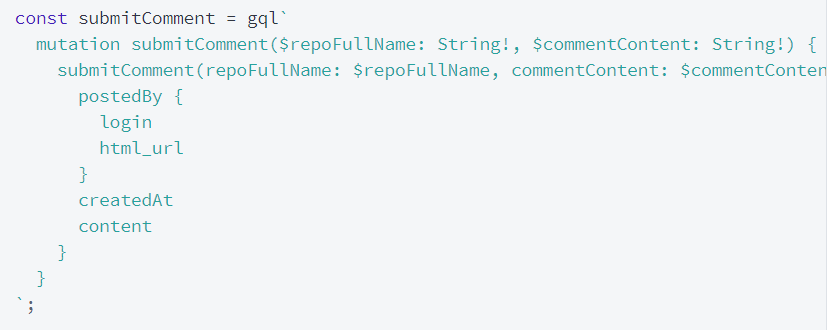 const submitComment = gql`
  mutation submitComment($repoFullName: String!, $commentContent: String!) {
    submitComment(repoFullName: $repoFullName, commentContent: $commentConten
      postedBy {
        login
        html_url
      }
      createdAt
      content
    }
  }
`;